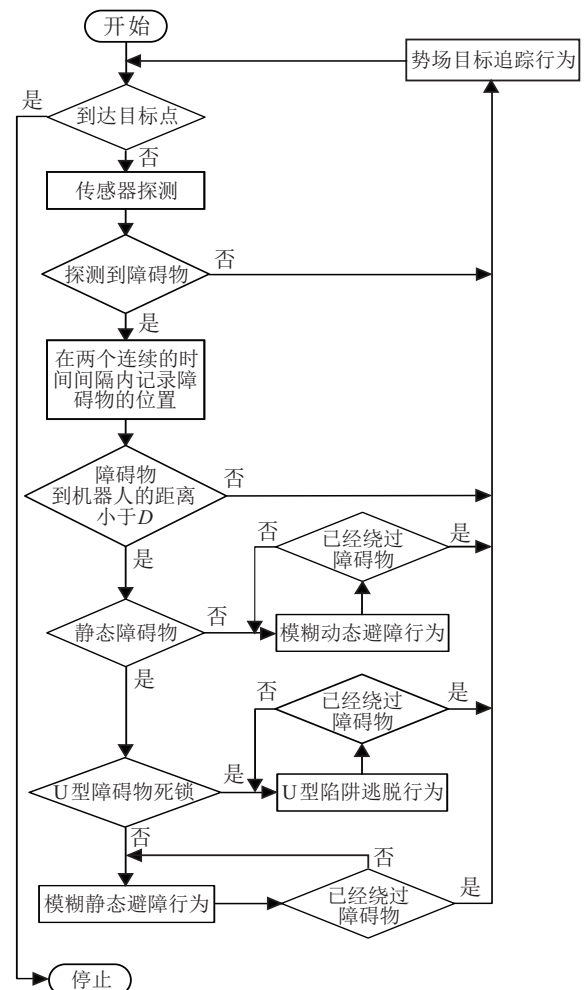 开始
势场目标追踪行为
是
到达目标点
否
传感器探测
探测到障碍物
否
是
在两个连续的时
间间隔内记录障
碍物的位置
障碍物
到机器人的距离
小于D
否
是
否
已经绕过
障碍物
是
静态障碍物
否
模糊动态避障行为
是
否
已经绕过
障碍物
是
U型障碍物死锁
是
U型陷阱逃脱行为
否
否
模糊静态避障行为
已经绕过
障碍物
是
停止